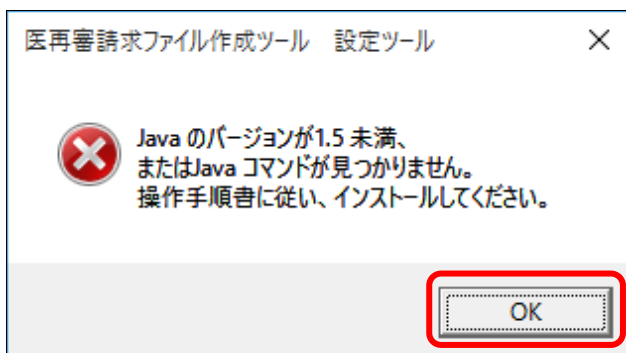 医再審請求ファイル作成ツール　設定ツール
Java のバージョンが1.5 未満、
またはJava コマンドが見つかりません。
操作手順書に従い、インストールしてください。
OK